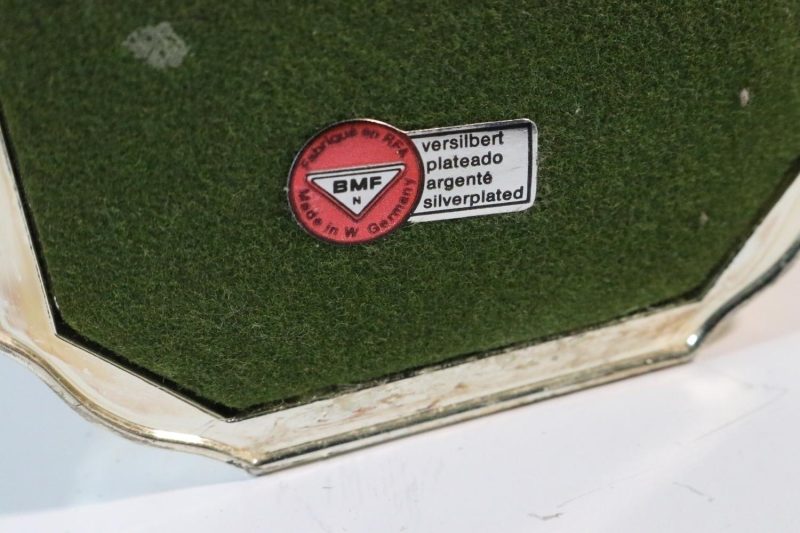 Fabriqué en RFA
BMF
N
Made in W. Germany
versilbert
plateado
argenté
silverplated